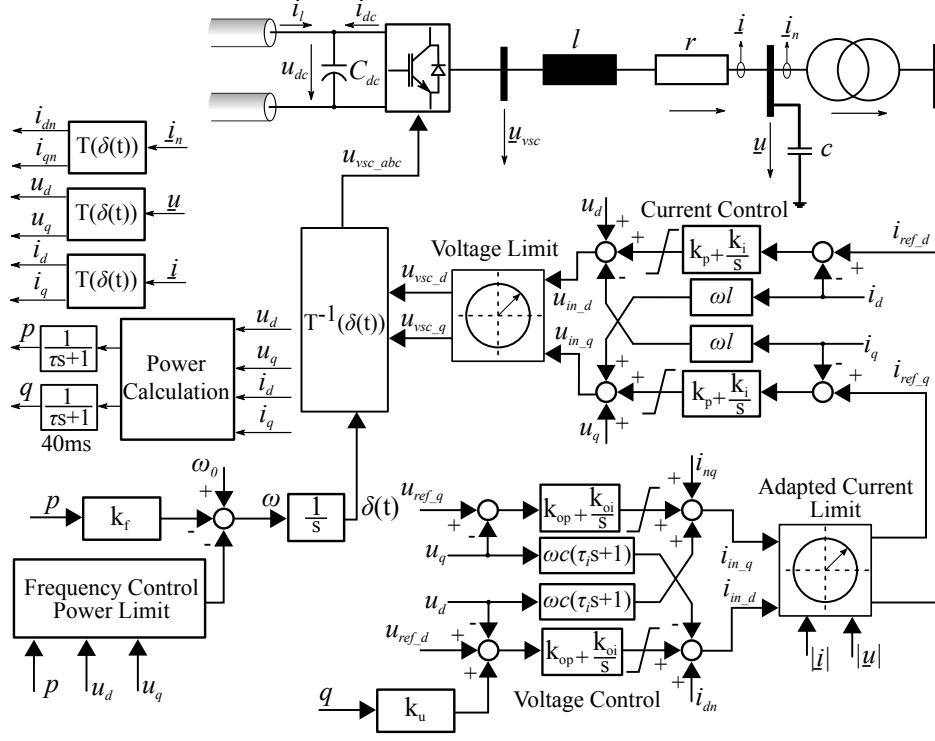 i_l
i_dc
u_dc
C_dc
l
r
i
i_n
u_vsc
u
c
u_vsc_abc
i_dn
i_qn
T(δ(t))
i_n
u_d
u_q
T(δ(t))
u
i_d
i_q
T(δ(t))
i
p
1
τs+1
q
1
τs+1
40ms
Power
Calculation
u_d
u_q
i_d
i_q
T⁻¹(δ(t))
u_vsc_d
u_vsc_q
Voltage Limit
u_in_d
u_in_q
u_d
+
+
-
Current Control
k_p + k_i
s
+
-
i_ref_d
i_d
ωl
ωl
i_q
i_ref_q
-
+
k_p + k_i
s
+
+
+
u_q
p
k_f
ω_0
+
-
-
ω
1
s
δ(t)
Frequency Control
Power Limit
p
u_d
u_q
u_ref_q
+
-
u_q
k_op + k_oi
s
ωc(τ_i s+1)
i_nq
+
+
+
u_d
ωc(τ_i s+1)
u_ref_d
-
+
+
k_op + k_oi
s
-
+
+
i_dn
Voltage Control
q
k_u
i_in_q
i_in_d
Adapted Current
Limit
|i|
|u|